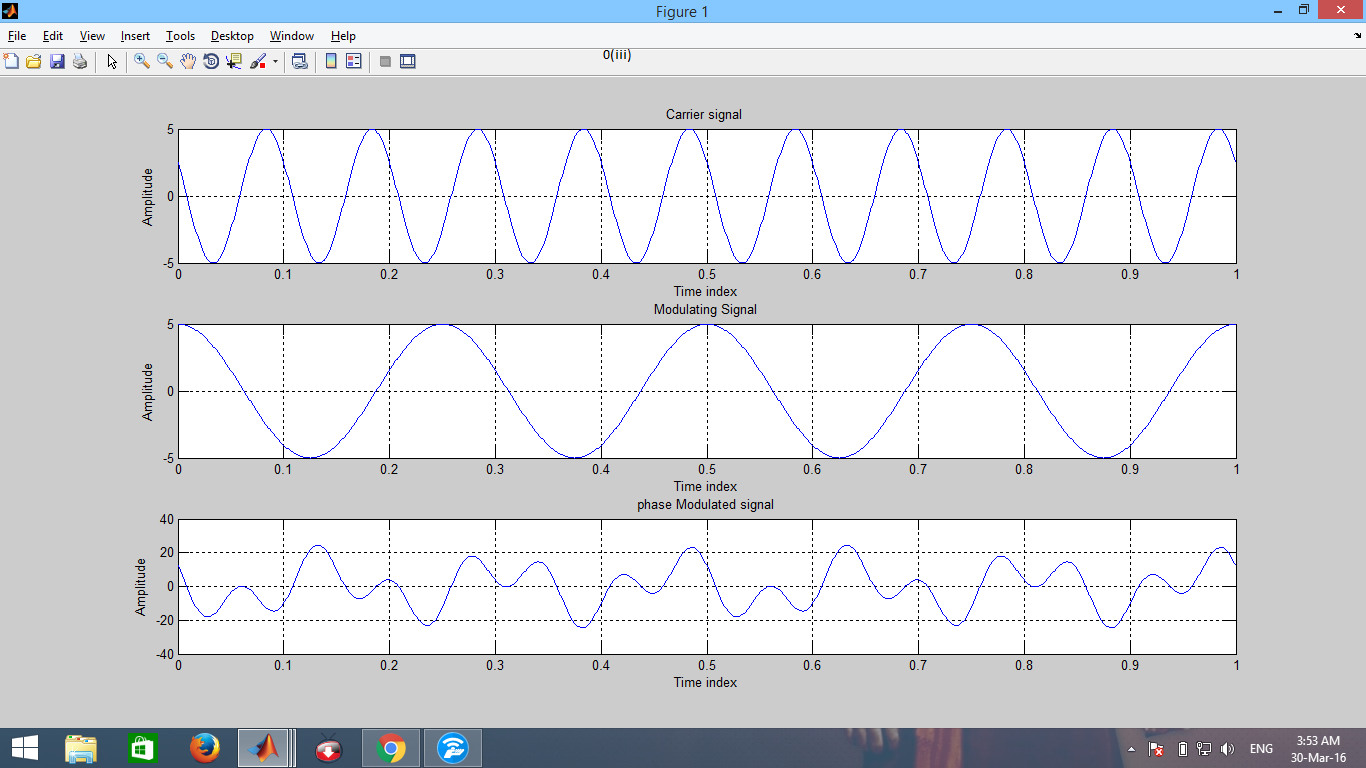 Figure 1
File Edit View Insert Tools Desktop Window Help
0(iii)
Carrier signal
5
0
-5
Amplitude
0 0.1 0.2 0.3 0.4 0.5 0.6 0.7 0.8 0.9 1
Time index
Modulating Signal
5
0
-5
Amplitude
0 0.1 0.2 0.3 0.4 0.5 0.6 0.7 0.8 0.9 1
Time index
phase Modulated signal
40
20
0
-20
-40
Amplitude
0 0.1 0.2 0.3 0.4 0.5 0.6 0.7 0.8 0.9 1
Time index
ENG
3:53 AM
30-Mar-16